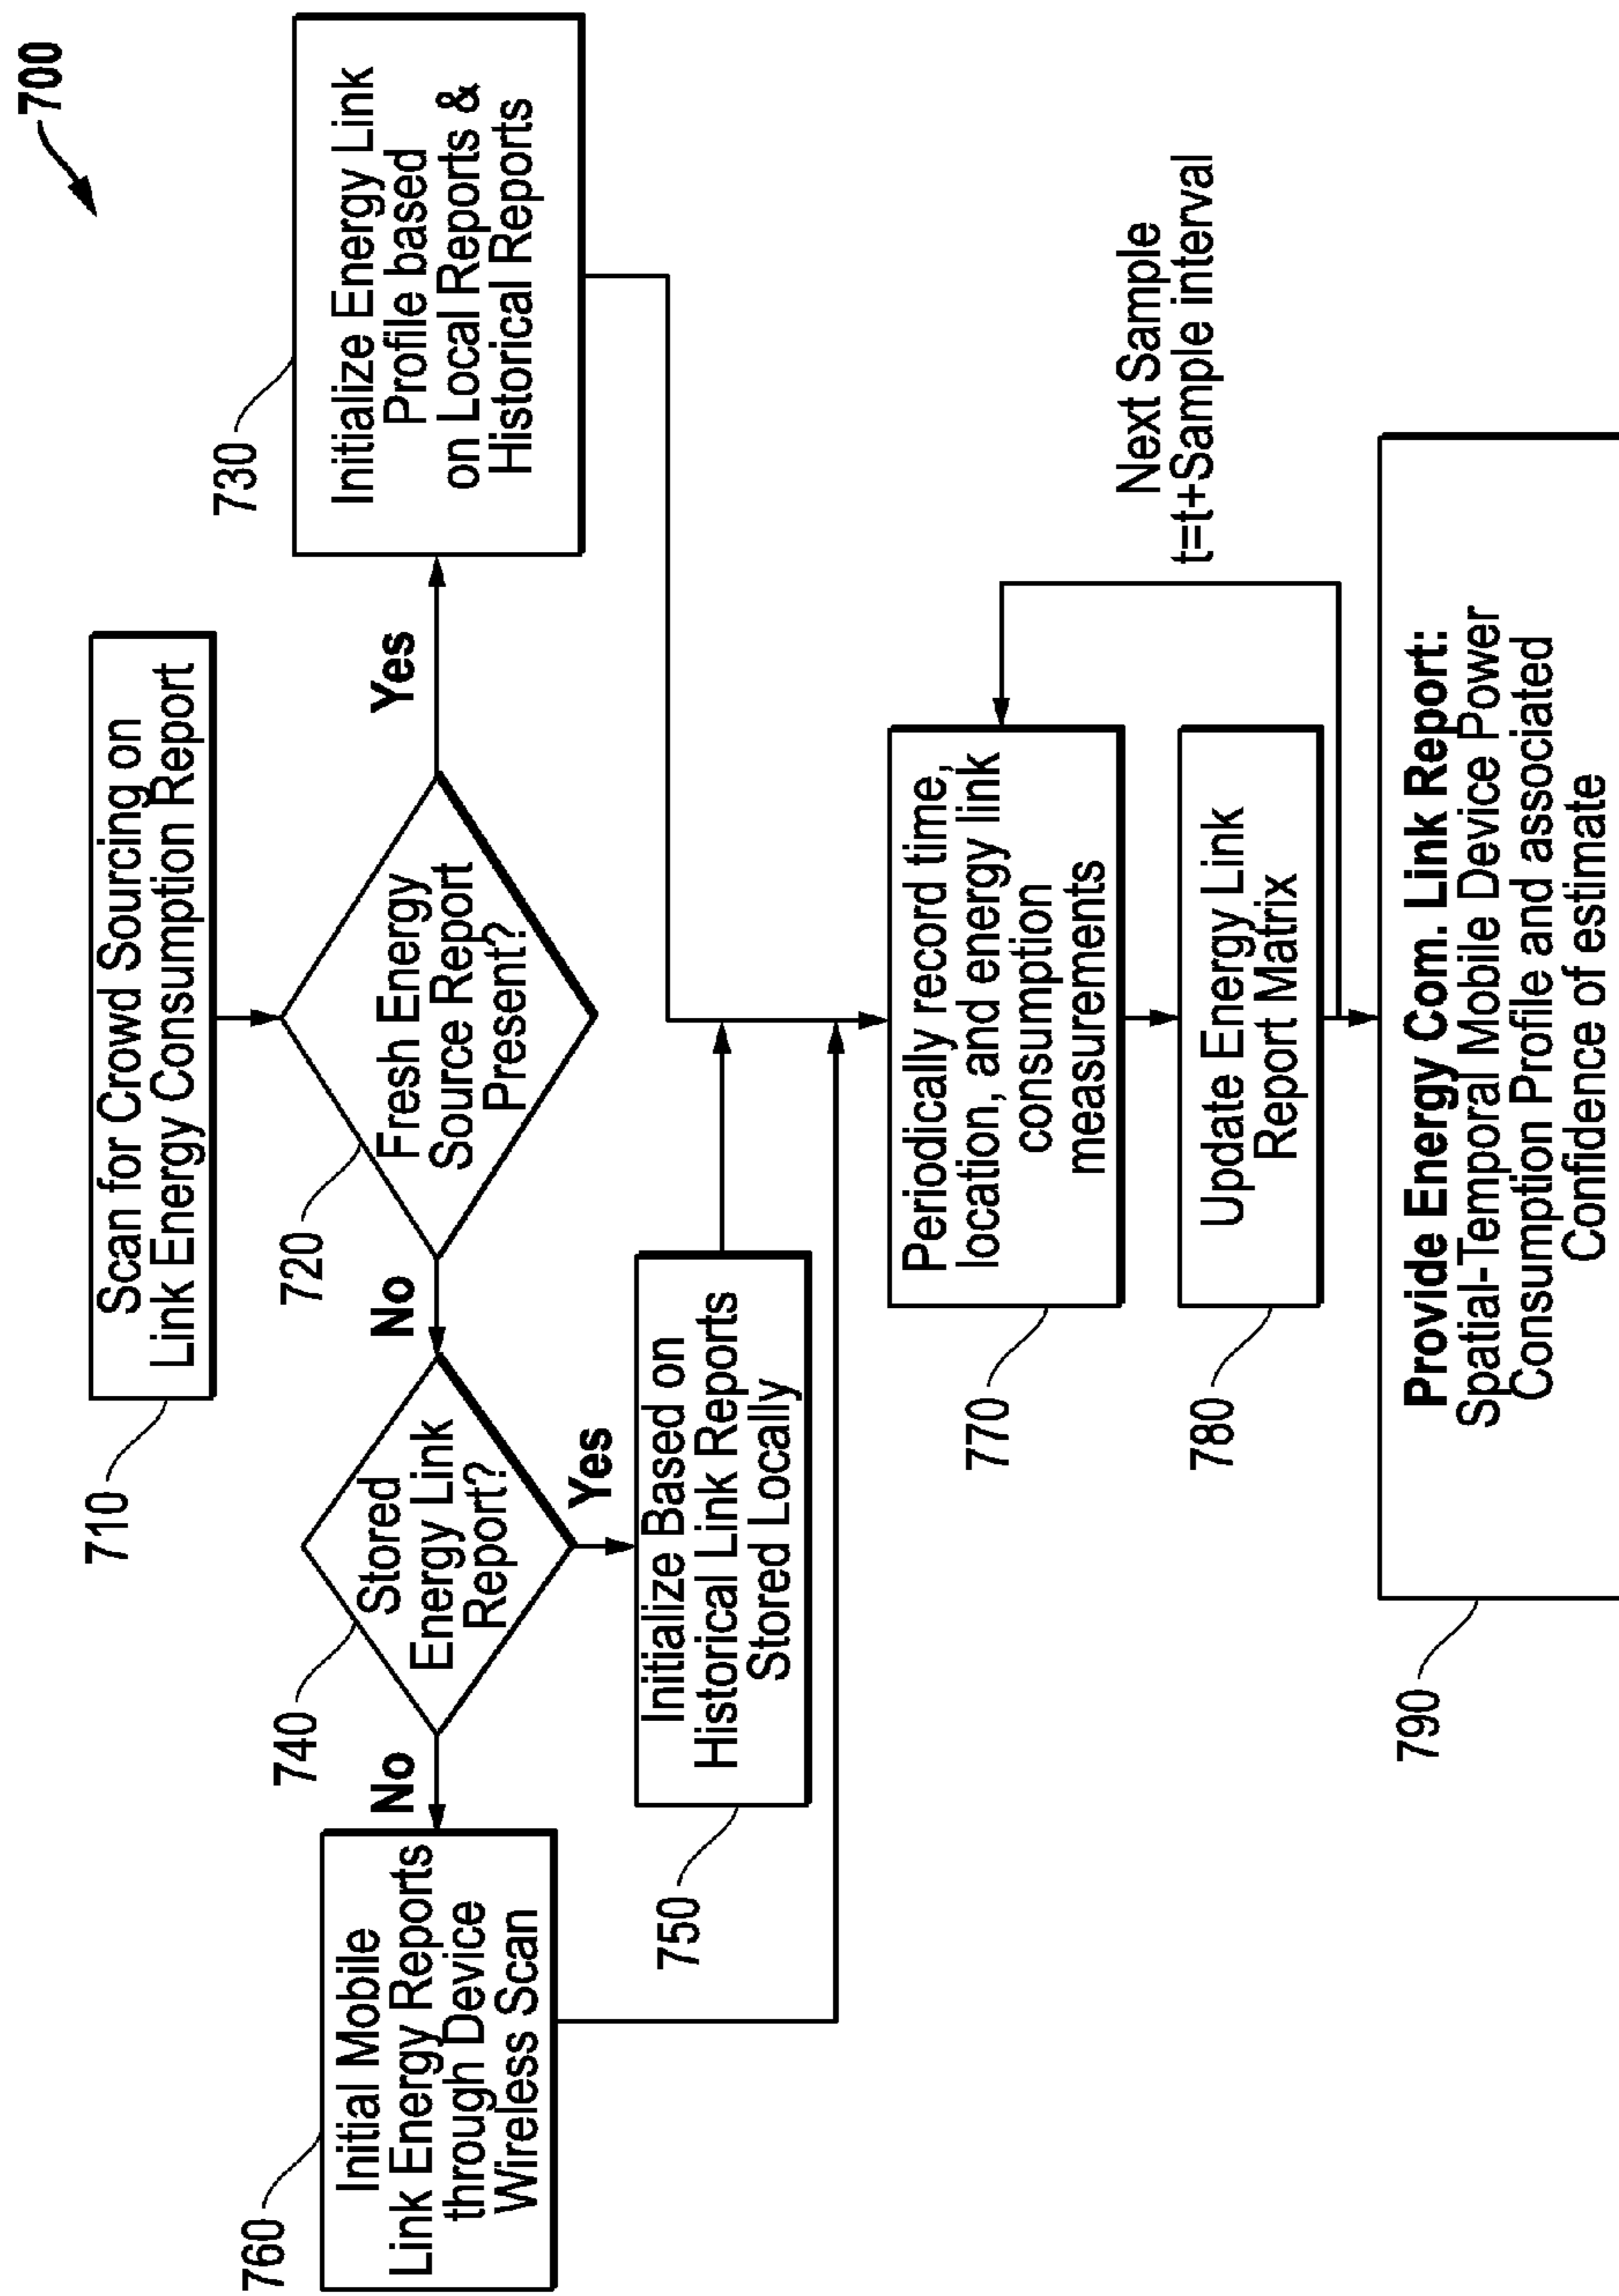 700
710
Scan for Crowd Sourcing on
Link Energy Consumption Report
720
Fresh Energy
Source Report
Present?
Yes
730
Initialize Energy Link
Profile based
on Local Reports &
Historical Reports
No
740
Stored
Energy Link
Report?
No
760
Initial Mobile
Link Energy Reports
through Device
Wireless Scan
Yes
750
Initialize Based on
Historical Link Reports
Stored Locally
770
Periodically record time,
location, and energy link
consumption
measurements
Next Sample
t=t+Sample interval
780
Update Energy Link
Report Matrix
790
Provide Energy Com. Link Report:
Spatial-Temporal Mobile Device Power
Consumption Profile and associated
Confidence of estimate